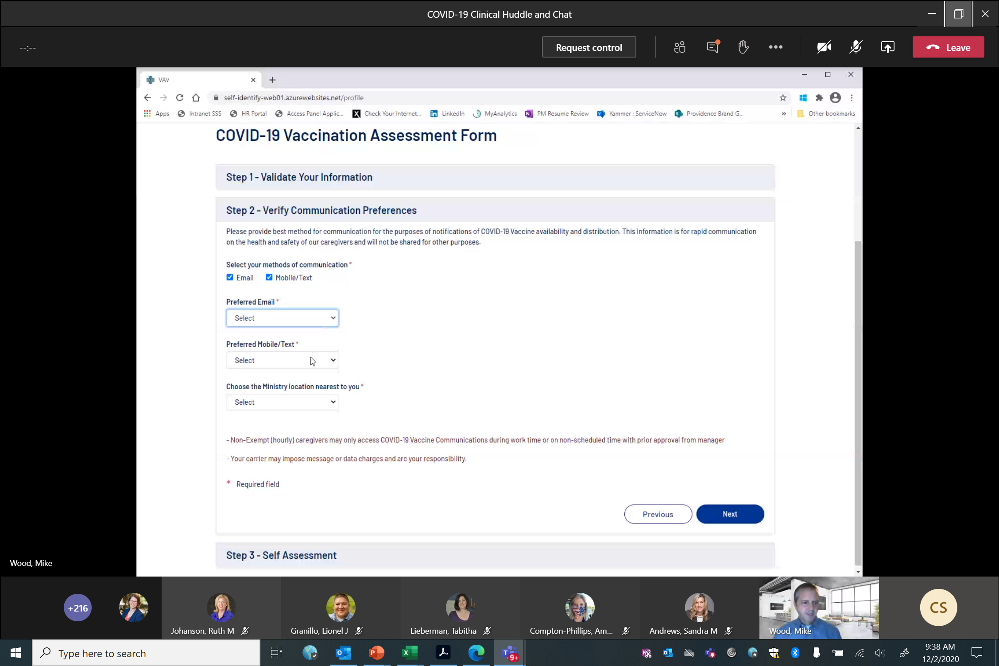 COVID-19 Clinical Huddle and Chat
--:--
Request control
Leave
VAV
self-identify-web01.azurewebsites.net/profile
Apps
Intranet SSS
HR Portal
Access Panel Applic...
Check Your Internet...
LinkedIn
MyAnalytics
PM Resume Review
Yammer : ServiceNow
Providence Brand G...
»
Other bookmarks
COVID-19 Vaccination Assessment Form
Step 1 - Validate Your Information
Step 2 - Verify Communication Preferences
Please provide best method for communication for the purposes of notifications of COVID-19 Vaccine availability and distribution. This information is for rapid communication
on the health and safety of our caregivers and will not be shared for other purposes.
Select your methods of communication *
Email
Mobile/Text
Preferred Email *
Select
Preferred Mobile/Text *
Select
Choose the Ministry location nearest to you *
Select
- Non-Exempt (hourly) caregivers may only access COVID-19 Vaccine Communications during work time or on non-scheduled time with prior approval from manager
- Your carrier may impose message or data charges and are your responsibility.
* Required field
Previous
Next
Step 3 - Self Assessment
Wood, Mike
+216
Johanson, Ruth M
Granillo, Lionel J
Lieberman, Tabitha
Compton-Phillips, Am...
Andrews, Sandra M
Wood, Mike
CS
Type here to search
9+
9:38 AM
12/2/2020